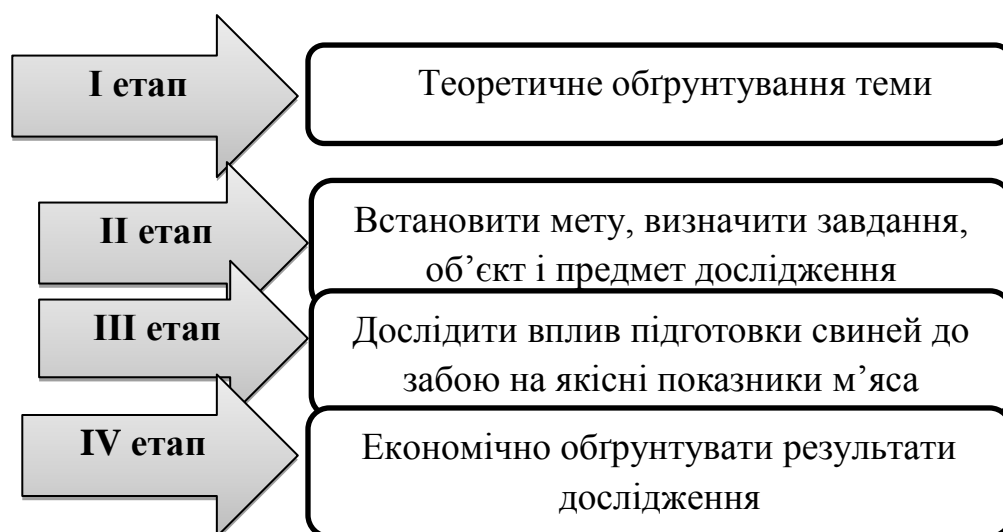 I етап
Теоретичне обґрунтування теми
II етап
Встановити мету, визначити завдання,
об’єкт і предмет дослідження
III етап
Дослідити вплив підготовки свиней до
забою на якісні показники м’яса
IV етап
Економічно обґрунтувати результати
дослідження